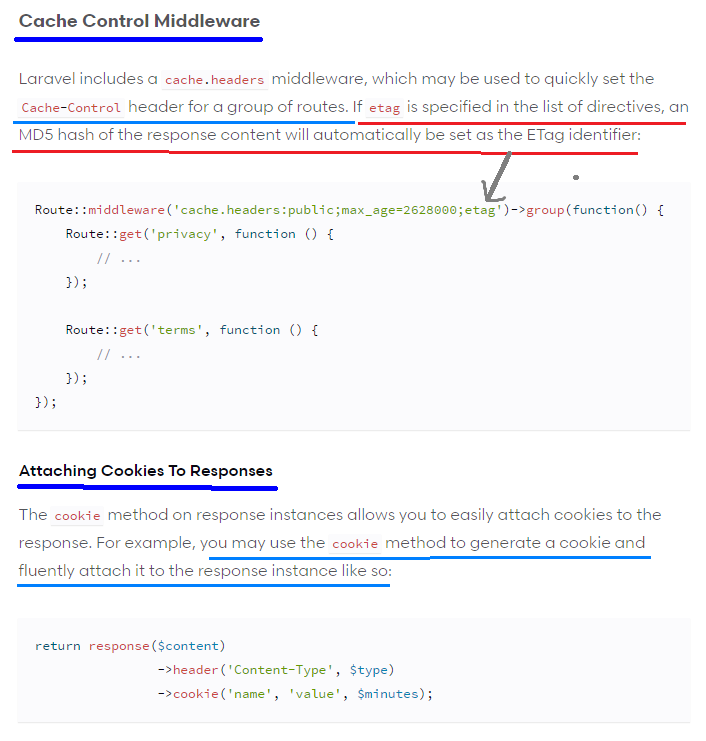 Cache Control Middleware
Laravel includes a cache.headers middleware, which may be used to quickly set the
Cache-Control header for a group of routes. If etag is specified in the list of directives, an
MD5 hash of the response content will automatically be set as the ETag identifier:
Route::middleware('cache.headers:public;max_age=2628000;etag')->group(function() {
    Route::get('privacy', function () {
        // ...
    });
    Route::get('terms', function () {
        // ...
    });
});
Attaching Cookies To Responses
The cookie method on response instances allows you to easily attach cookies to the
response. For example, you may use the cookie method to generate a cookie and
fluently attach it to the response instance like so:
return response($content)
                ->header('Content-Type', $type)
                ->cookie('name', 'value', $minutes);